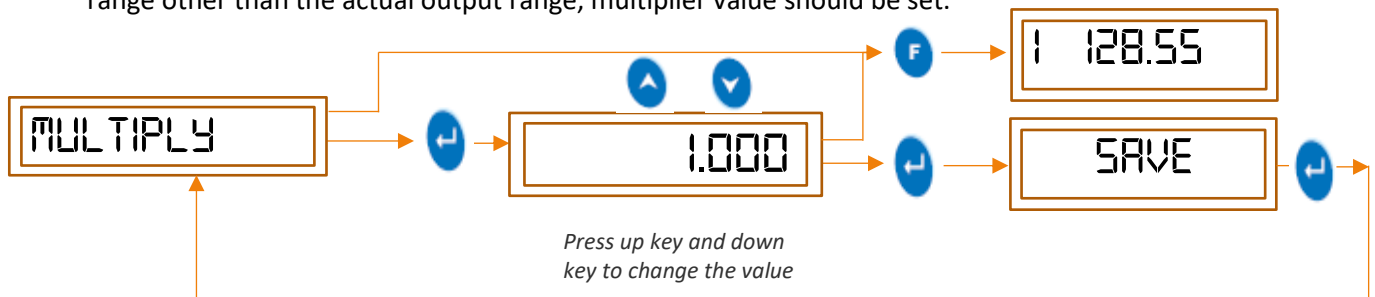 range other than the actual output range, multiplier value should be set.
F
1 128.55
MULTIPLY
1.000
SAVE
Press up key and down
key to change the value